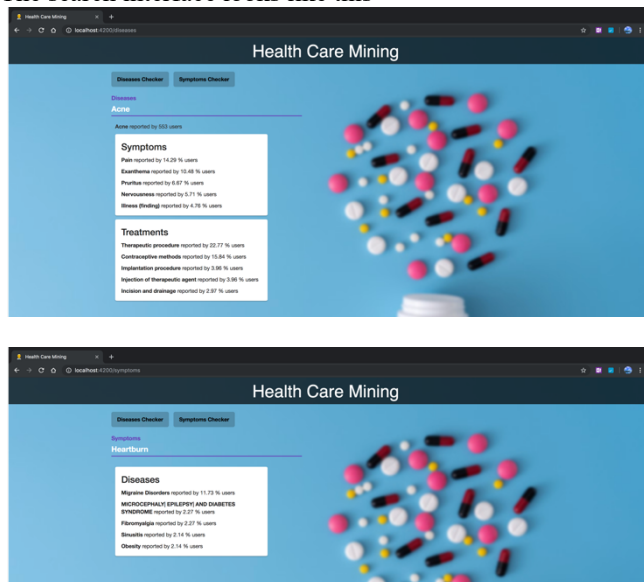 Health Care Mining
localhost:4200/diseases
Health Care Mining
Diseases Checker Symptoms Checker
Diseases
Acne
Acne reported by 553 users
Symptoms
Pain reported by 14.29 % users
Exanthema reported by 10.48 % users
Pruritus reported by 6.67 % users
Nervousness reported by 5.71 % users
Illness (finding) reported by 4.76 % users
Treatments
Therapeutic procedure reported by 22.77 % users
Contraceptive methods reported by 15.84 % users
Implantation procedure reported by 3.96 % users
Injection of therapeutic agent reported by 3.96 % users
Incision and drainage reported by 2.97 % users
Health Care Mining
localhost:4200/symptoms
Health Care Mining
Diseases Checker Symptoms Checker
Symptoms
Heartburn
Diseases
Migraine Disorders reported by 11.73 % users
MICROCEPHALY| EPILEPSY| AND DIABETES
SYNDROME reported by 2.27 % users
Fibromyalgia reported by 2.27 % users
Sinusitis reported by 2.14 % users
Obesity reported by 2.14 % users